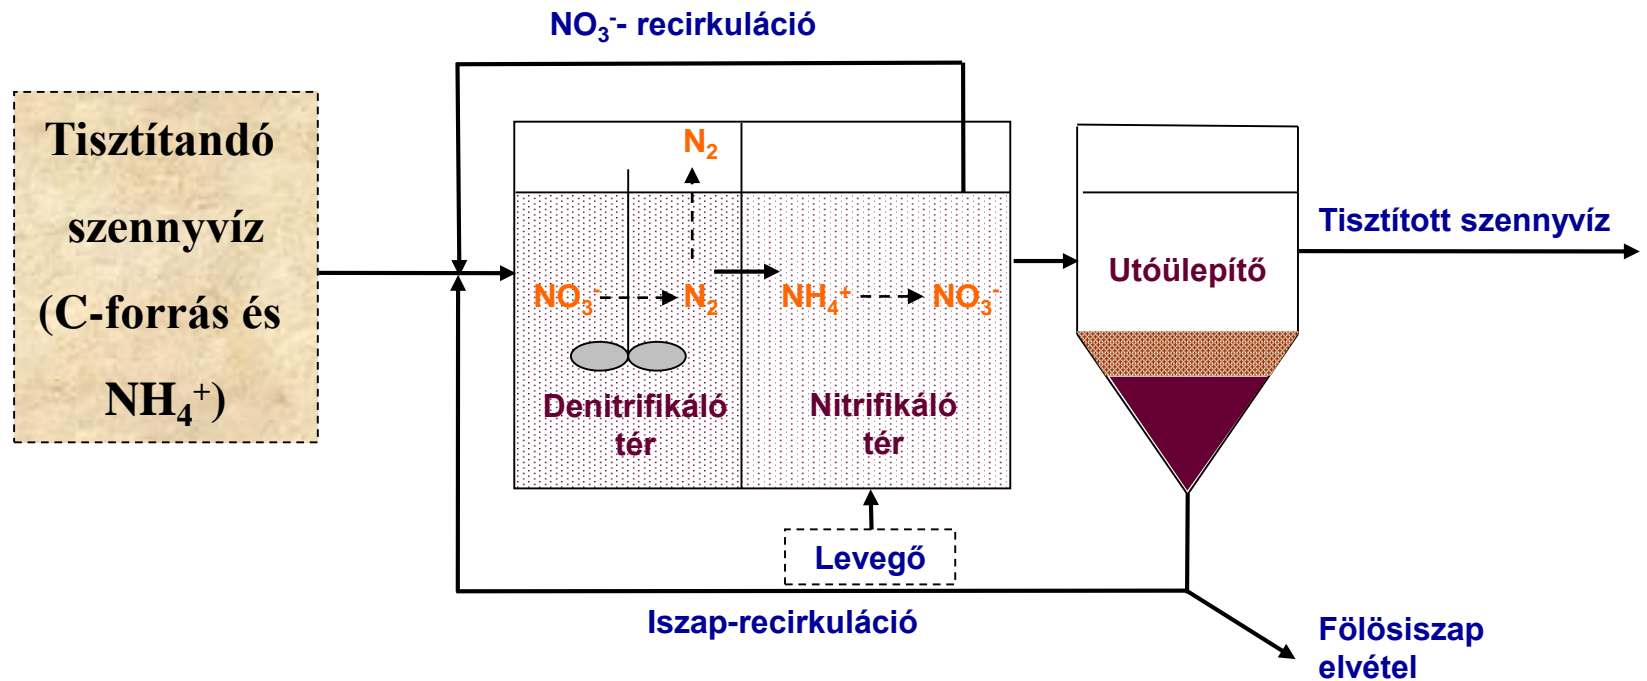 NO₃⁻- recirkuláció
Tisztítandó
szennyvíz
(C-forrás és
NH₄⁺)
N₂
NO₃⁻
N₂
NH₄⁺
NO₃⁻
Denitrifikáló
tér
Nitrifikáló
tér
Utóülepítő
Tisztított szennyvíz
Levegő
Iszap-recirkuláció
Fölösiszap
elvétel